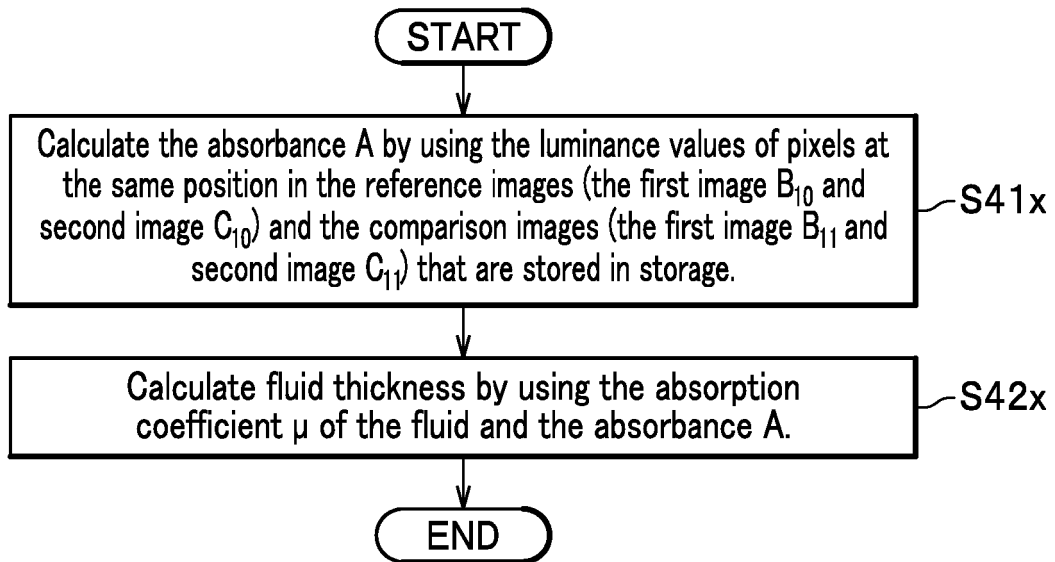 START
Calculate the absorbance A by using the luminance values of pixels at
the same position in the reference images (the first image B₁₀ and
second image C₁₀) and the comparison images (the first image B₁₁ and
second image C₁₁) that are stored in storage.
S41x
Calculate fluid thickness by using the absorption
coefficient μ of the fluid and the absorbance A.
S42x
END